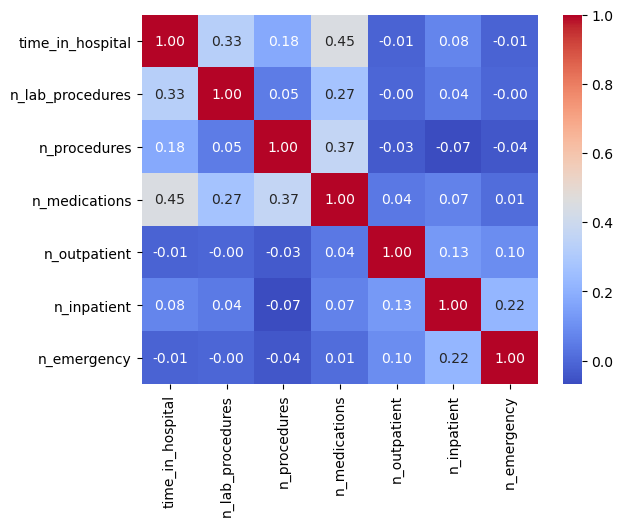 time_in_hospital 1.00 0.33 0.18 0.45 -0.01 0.08 -0.01
n_lab_procedures 0.33 1.00 0.05 0.27 -0.00 0.04 -0.00
n_procedures 0.18 0.05 1.00 0.37 -0.03 -0.07 -0.04
n_medications 0.45 0.27 0.37 1.00 0.04 0.07 0.01
n_outpatient -0.01 -0.00 -0.03 0.04 1.00 0.13 0.10
n_inpatient 0.08 0.04 -0.07 0.07 0.13 1.00 0.22
n_emergency -0.01 -0.00 -0.04 0.01 0.10 0.22 1.00
time_in_hospital
n_lab_procedures
n_procedures
n_medications
n_outpatient
n_inpatient
n_emergency
1.0
0.8
0.6
0.4
0.2
0.0